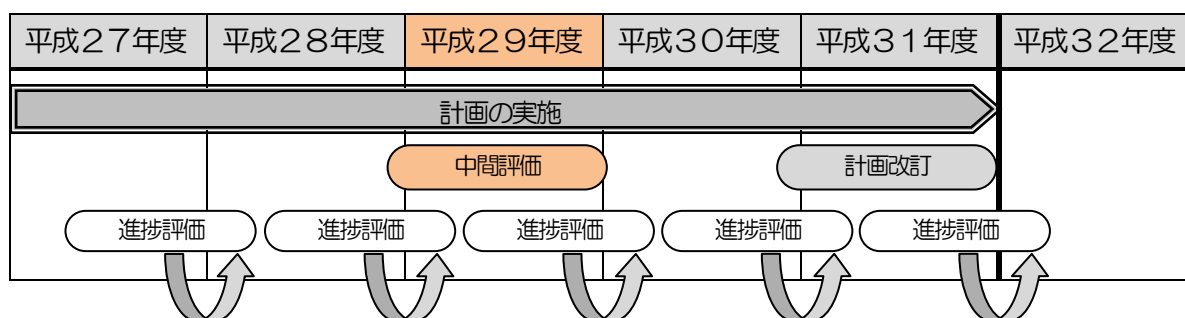 平成２７年度 平成２８年度 平成２９年度 平成３０年度 平成３１年度 平成３２年度
計画の実施
中間評価 計画改訂
進捗評価 進捗評価 進捗評価 進捗評価 進捗評価